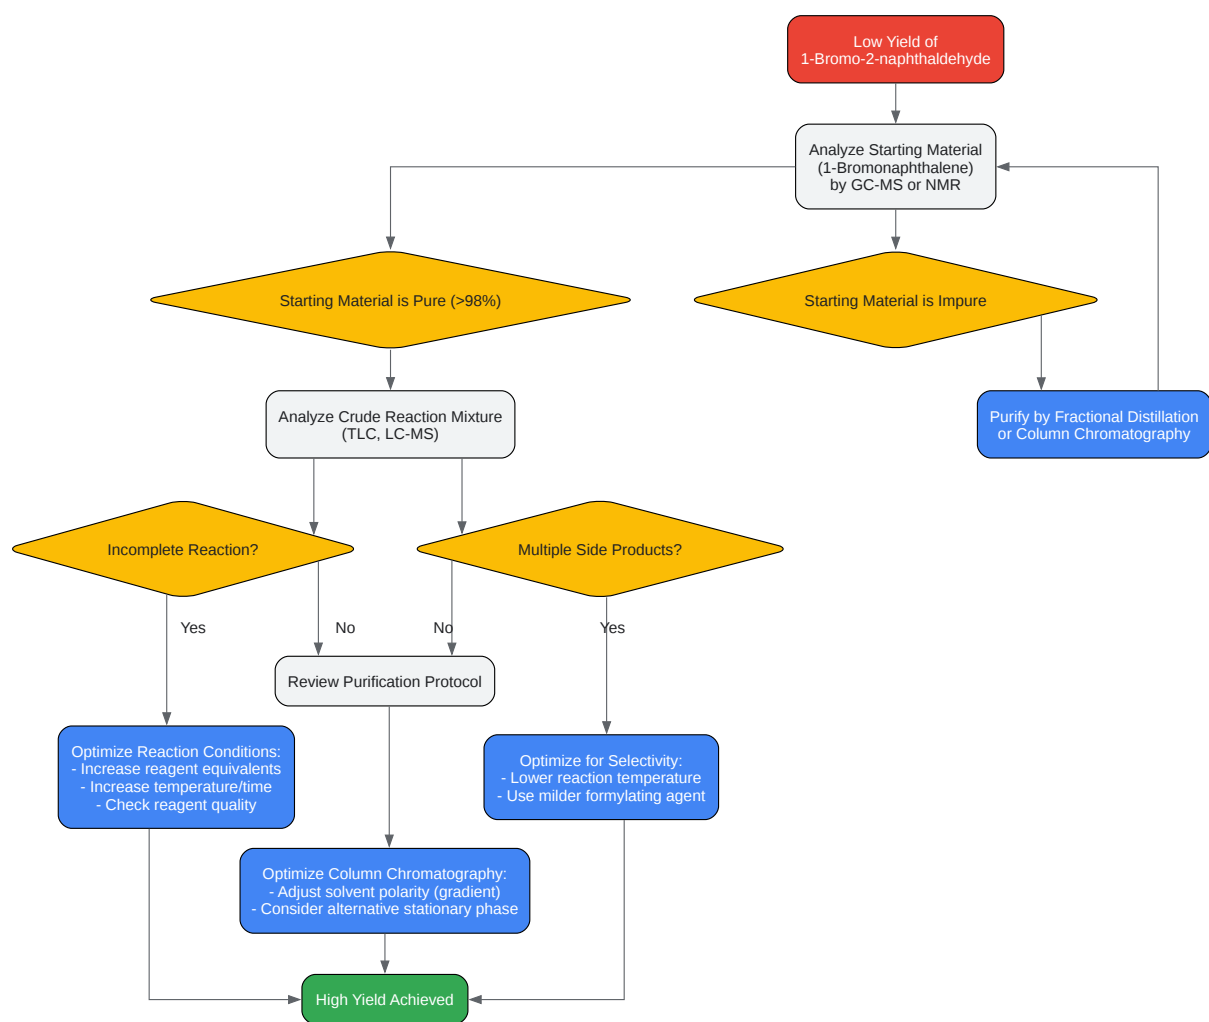 Low Yield of
1-Bromo-2-naphthaldehyde
Analyze Starting Material
(1-Bromonaphthalene)
by GC-MS or NMR
Starting Material is Pure (>98%)
Starting Material is Impure
Analyze Crude Reaction Mixture
(TLC, LC-MS)
Purify by Fractional Distillation
or Column Chromatography
Incomplete Reaction?
Multiple Side Products?
Yes
No
No
Yes
Review Purification Protocol
Optimize Reaction Conditions:
- Increase reagent equivalents
- Increase temperature/time
- Check reagent quality
Optimize for Selectivity:
- Lower reaction temperature
- Use milder formylating agent
Optimize Column Chromatography:
- Adjust solvent polarity (gradient)
- Consider alternative stationary phase
High Yield Achieved